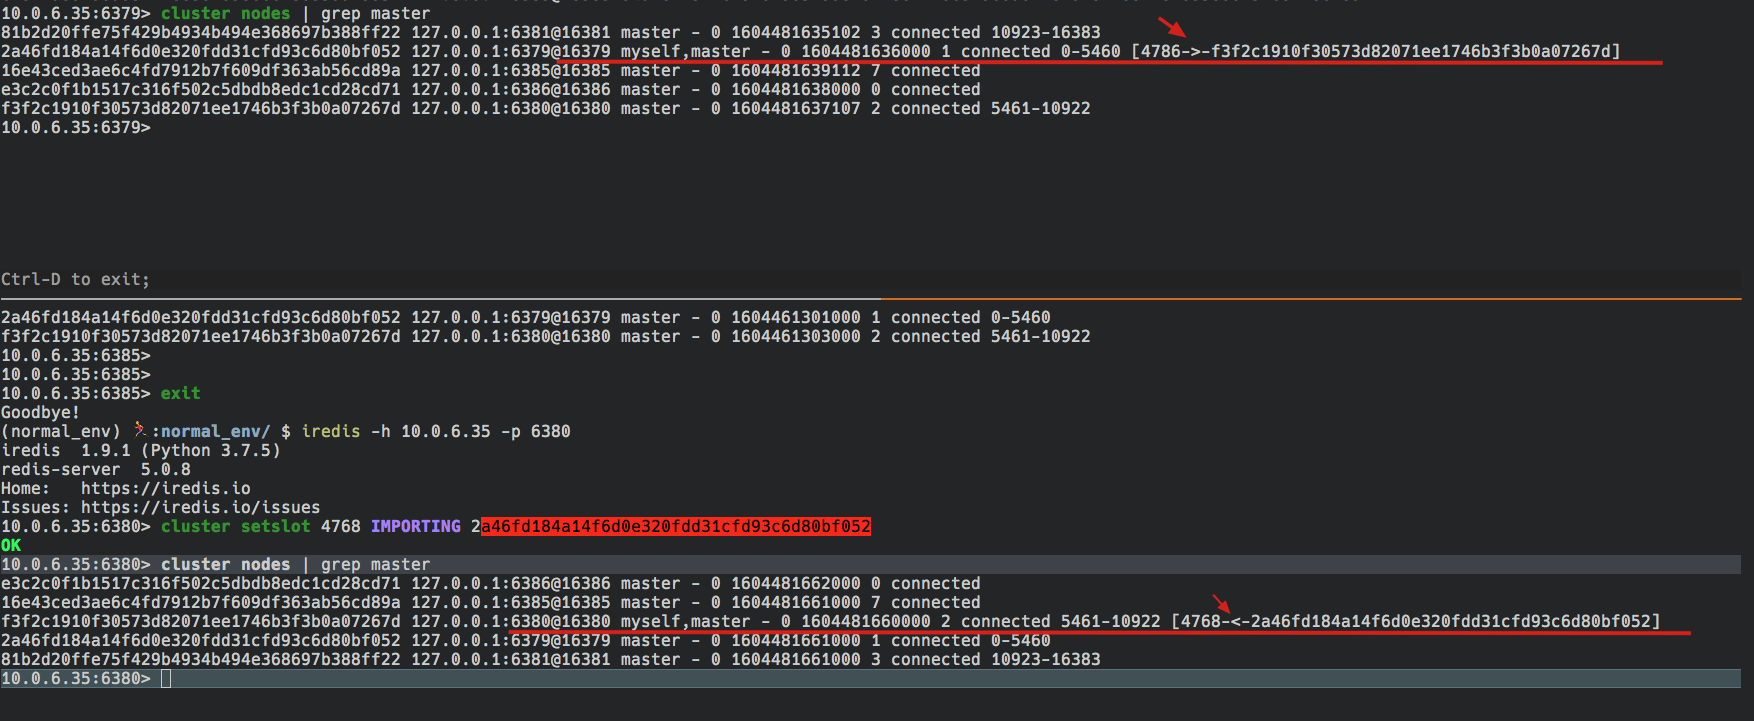 10.0.6.35:6379> cluster nodes | grep master
81b2d20ffe75f429b4934b494e368697b388ff22 127.0.0.1:6381@16381 master - 0 1604481635102 3 connected 10923-16383
2a46fd184a14f6d0e320fdd31cfd93c6d80bf052 127.0.0.1:6379@16379 myself,master - 0 1604481636000 1 connected 0-5460 [4786->-f3f2c1910f30573d82071ee1746b3f3b0a07267d]
16e43ced3ae6c4fd7912b7f609df363ab56cd89a 127.0.0.1:6385@16385 master - 0 1604481639112 7 connected
e3c2c0f1b1517c316f502c5dbdb8edc1cd28cd71 127.0.0.1:6386@16386 master - 0 1604481638000 0 connected
f3f2c1910f30573d82071ee1746b3f3b0a07267d 127.0.0.1:6380@16380 master - 0 1604481637107 2 connected 5461-10922
10.0.6.35:6379>
Ctrl-D to exit;
2a46fd184a14f6d0e320fdd31cfd93c6d80bf052 127.0.0.1:6379@16379 master - 0 1604461301000 1 connected 0-5460
f3f2c1910f30573d82071ee1746b3f3b0a07267d 127.0.0.1:6380@16380 master - 0 1604461303000 2 connected 5461-10922
10.0.6.35:6385>
10.0.6.35:6385>
10.0.6.35:6385> exit
Goodbye!
(normal_env) :normal_env/ $ iredis -h 10.0.6.35 -p 6380
iredis  1.9.1 (Python 3.7.5)
redis-server  5.0.8
Home:   https://iredis.io
Issues: https://iredis.io/issues
10.0.6.35:6380> cluster setslot 4768 IMPORTING 2a46fd184a14f6d0e320fdd31cfd93c6d80bf052
OK
10.0.6.35:6380> cluster nodes | grep master
e3c2c0f1b1517c316f502c5dbdb8edc1cd28cd71 127.0.0.1:6386@16386 master - 0 1604481662000 0 connected
16e43ced3ae6c4fd7912b7f609df363ab56cd89a 127.0.0.1:6385@16385 master - 0 1604481661000 7 connected
f3f2c1910f30573d82071ee1746b3f3b0a07267d 127.0.0.1:6380@16380 myself,master - 0 1604481660000 2 connected 5461-10922 [4768-<-2a46fd184a14f6d0e320fdd31cfd93c6d80bf052]
2a46fd184a14f6d0e320fdd31cfd93c6d80bf052 127.0.0.1:6379@16379 master - 0 1604481661000 1 connected 0-5460
81b2d20ffe75f429b4934b494e368697b388ff22 127.0.0.1:6381@16381 master - 0 1604481661000 3 connected 10923-16383
10.0.6.35:6380>